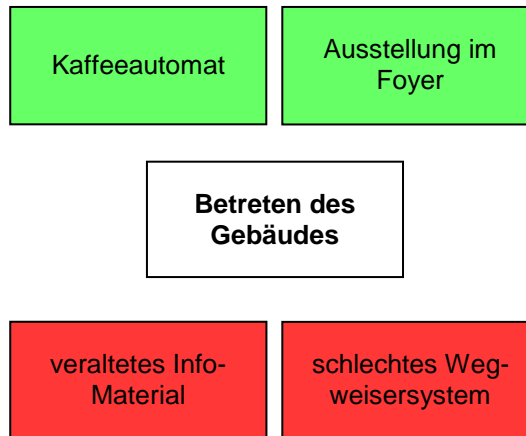 Kaffeeautomat
Ausstellung im
Foyer
Betreten des
Gebäudes
veraltetes Info-
Material
schlechtes Weg-
weisersystem